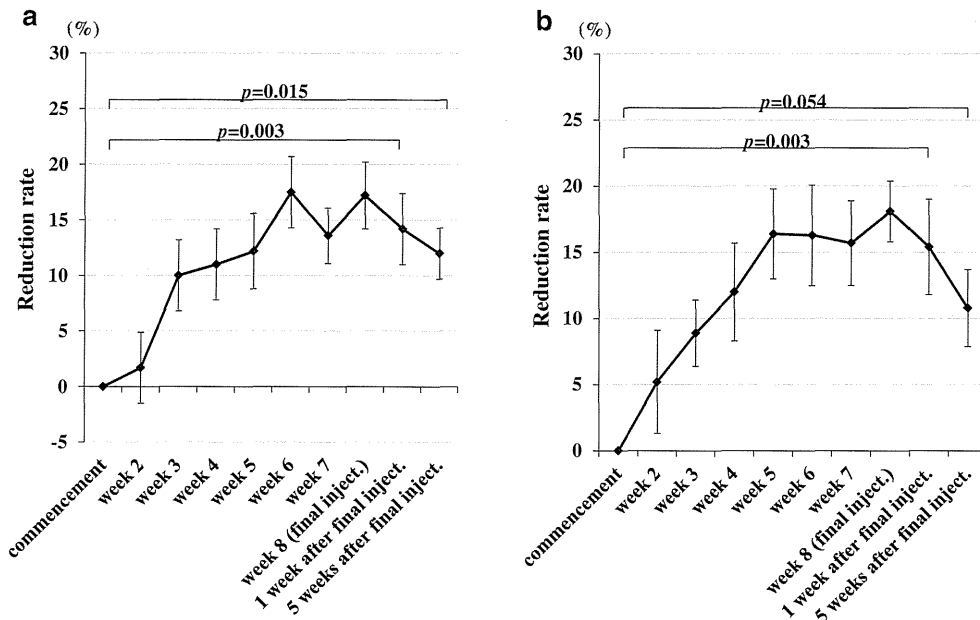 a
(%)
30
25
20
15
10
5
0
-5
Reduction rate
p=0.015
p=0.003
commencement
week 2
week 3
week 4
week 5
week 6
week 7
week 8 (final inject.)
1 week after final inject.
5 weeks after final inject.
b
(%)
30
25
20
15
10
5
0
Reduction rate
p=0.054
p=0.003
commencement
week 2
week 3
week 4
week 5
week 6
week 7
week 8 (final inject.)
1 week after final inject.
5 weeks after final inject.